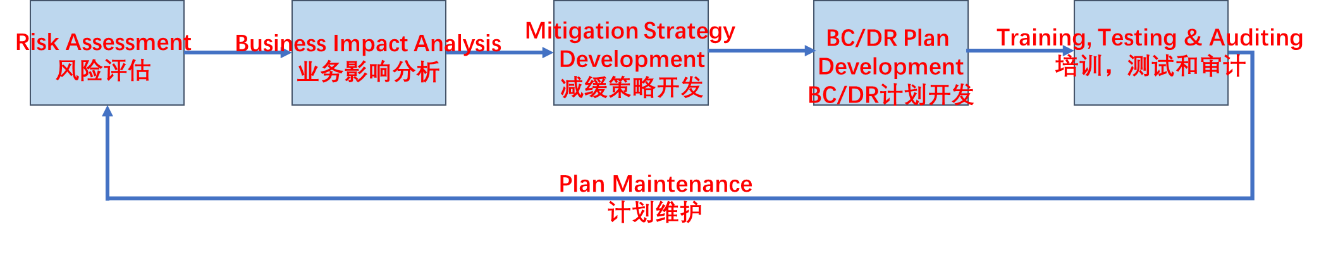 Risk Assessment
风险评估
Business Impact Analysis
业务影响分析
Mitigation Strategy
Development
减缓策略开发
BC/DR Plan
Development
BC/DR计划开发
Training, Testing & Auditing
培训，测试和审计
Plan Maintenance
计划维护